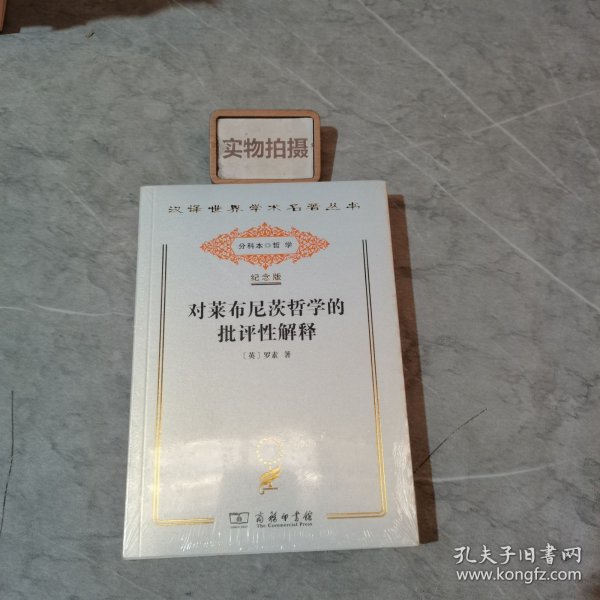 实物拍摄
汉译世界学术名著丛书
分科本 哲学
纪念版
对莱布尼茨哲学的
批评性解释
〔英〕罗素 著
商务印书馆
The Commercial Press
孔夫子旧书网
www.kongfz.com